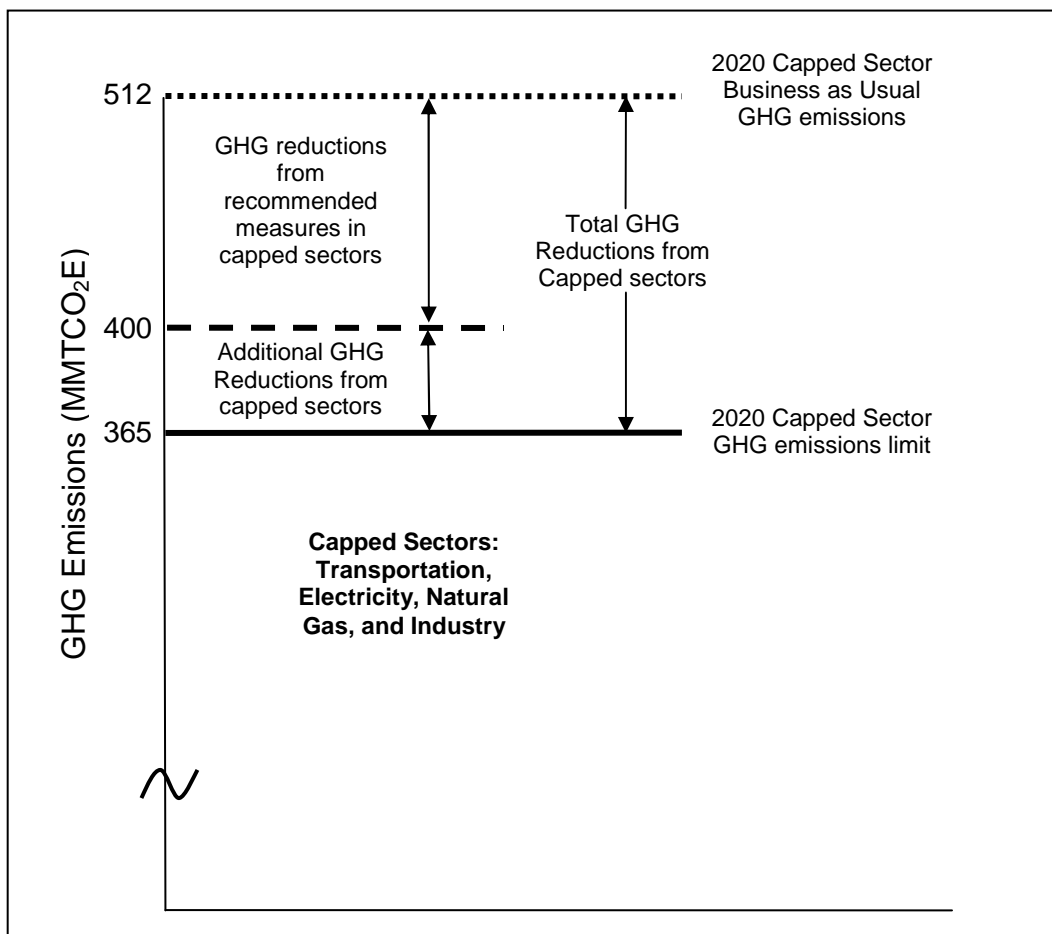 2020 Capped Sector
Business as Usual
GHG emissions
512
GHG reductions
from
recommended
measures in
capped sectors
Total GHG
Reductions from
Capped sectors
GHG Emissions (MMTCO₂E)
400
Additional GHG
Reductions from
capped sectors
365
2020 Capped Sector
GHG emissions limit
Capped Sectors:
Transportation,
Electricity, Natural
Gas, and Industry